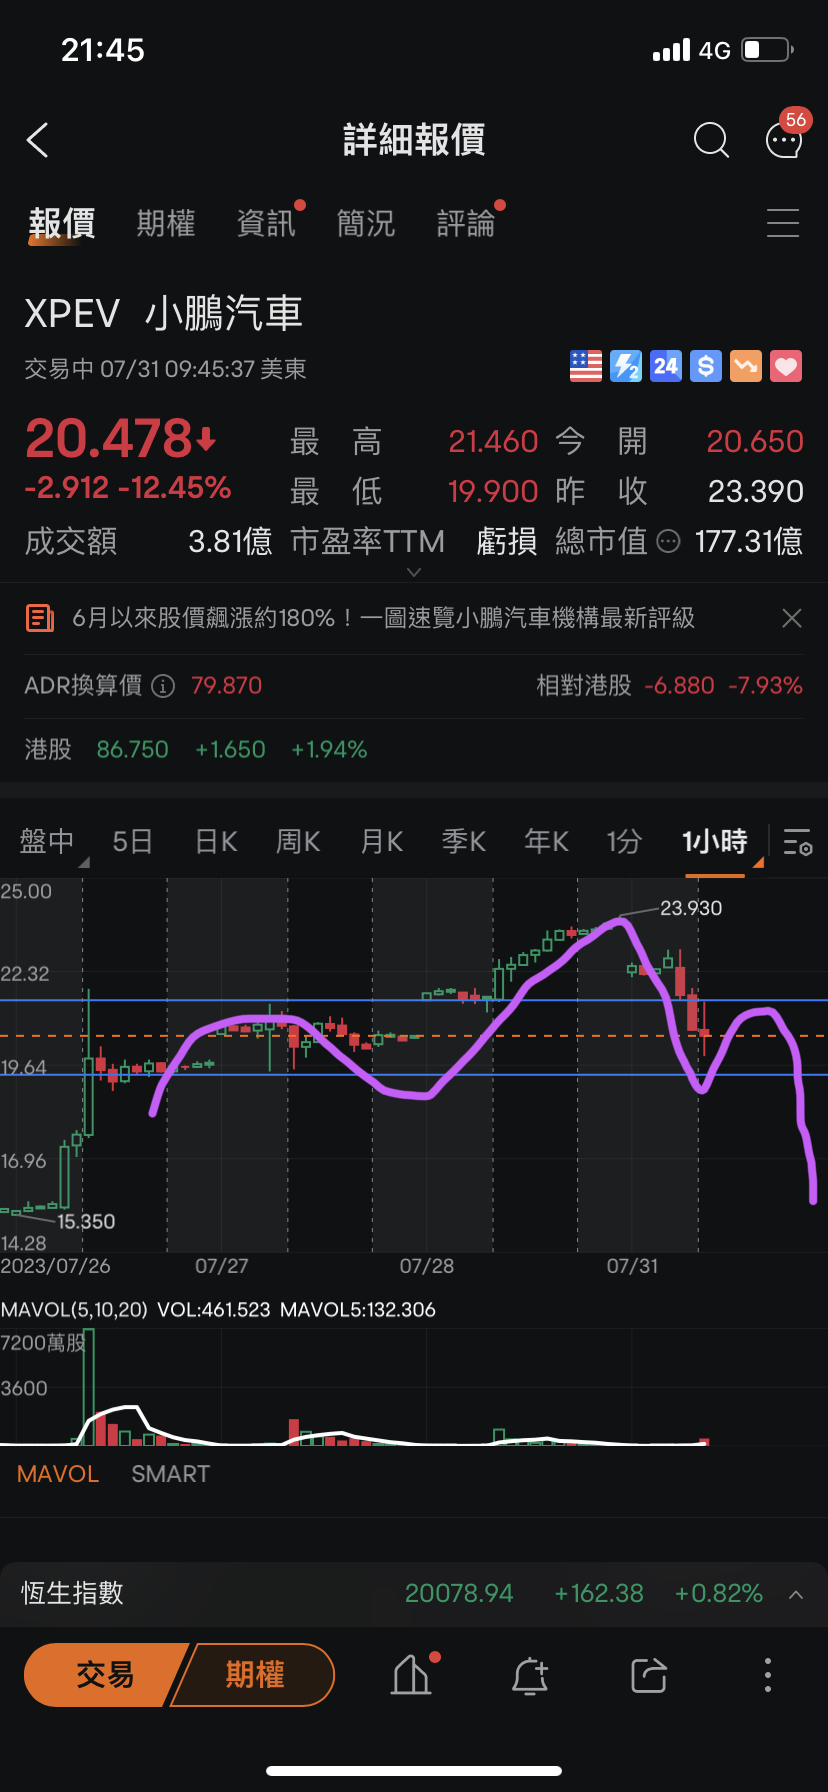 21:45 4G
詳細報價 56
報價 期權 資訊 簡況 評論
XPEV 小鵬汽車
交易中 07/31 09:45:37 美東 2 24 $
20.478 最高 21.460 今開 20.650
-2.912 -12.45% 最低 19.900 昨收 23.390
成交額 3.81億 市盈率TTM 虧損 總市值 177.31億
6月以來股價飆漲約180%！一圖速覽小鵬汽車機構最新評級
ADR換算價 79.870 相對港股 -6.880 -7.93%
港股 86.750 +1.650 +1.94%
盤中 5日 日K 周K 月K 季K 年K 1分 1小時
25.00
23.930
22.32
19.64
16.96
15.350
14.28
2023/07/26 07/27 07/28 07/31
MAVOL(5,10,20) VOL:461.523 MAVOL5:132.306
7200萬股
3600
MAVOL SMART
恆生指數 20078.94 +162.38 +0.82%
交易 期權